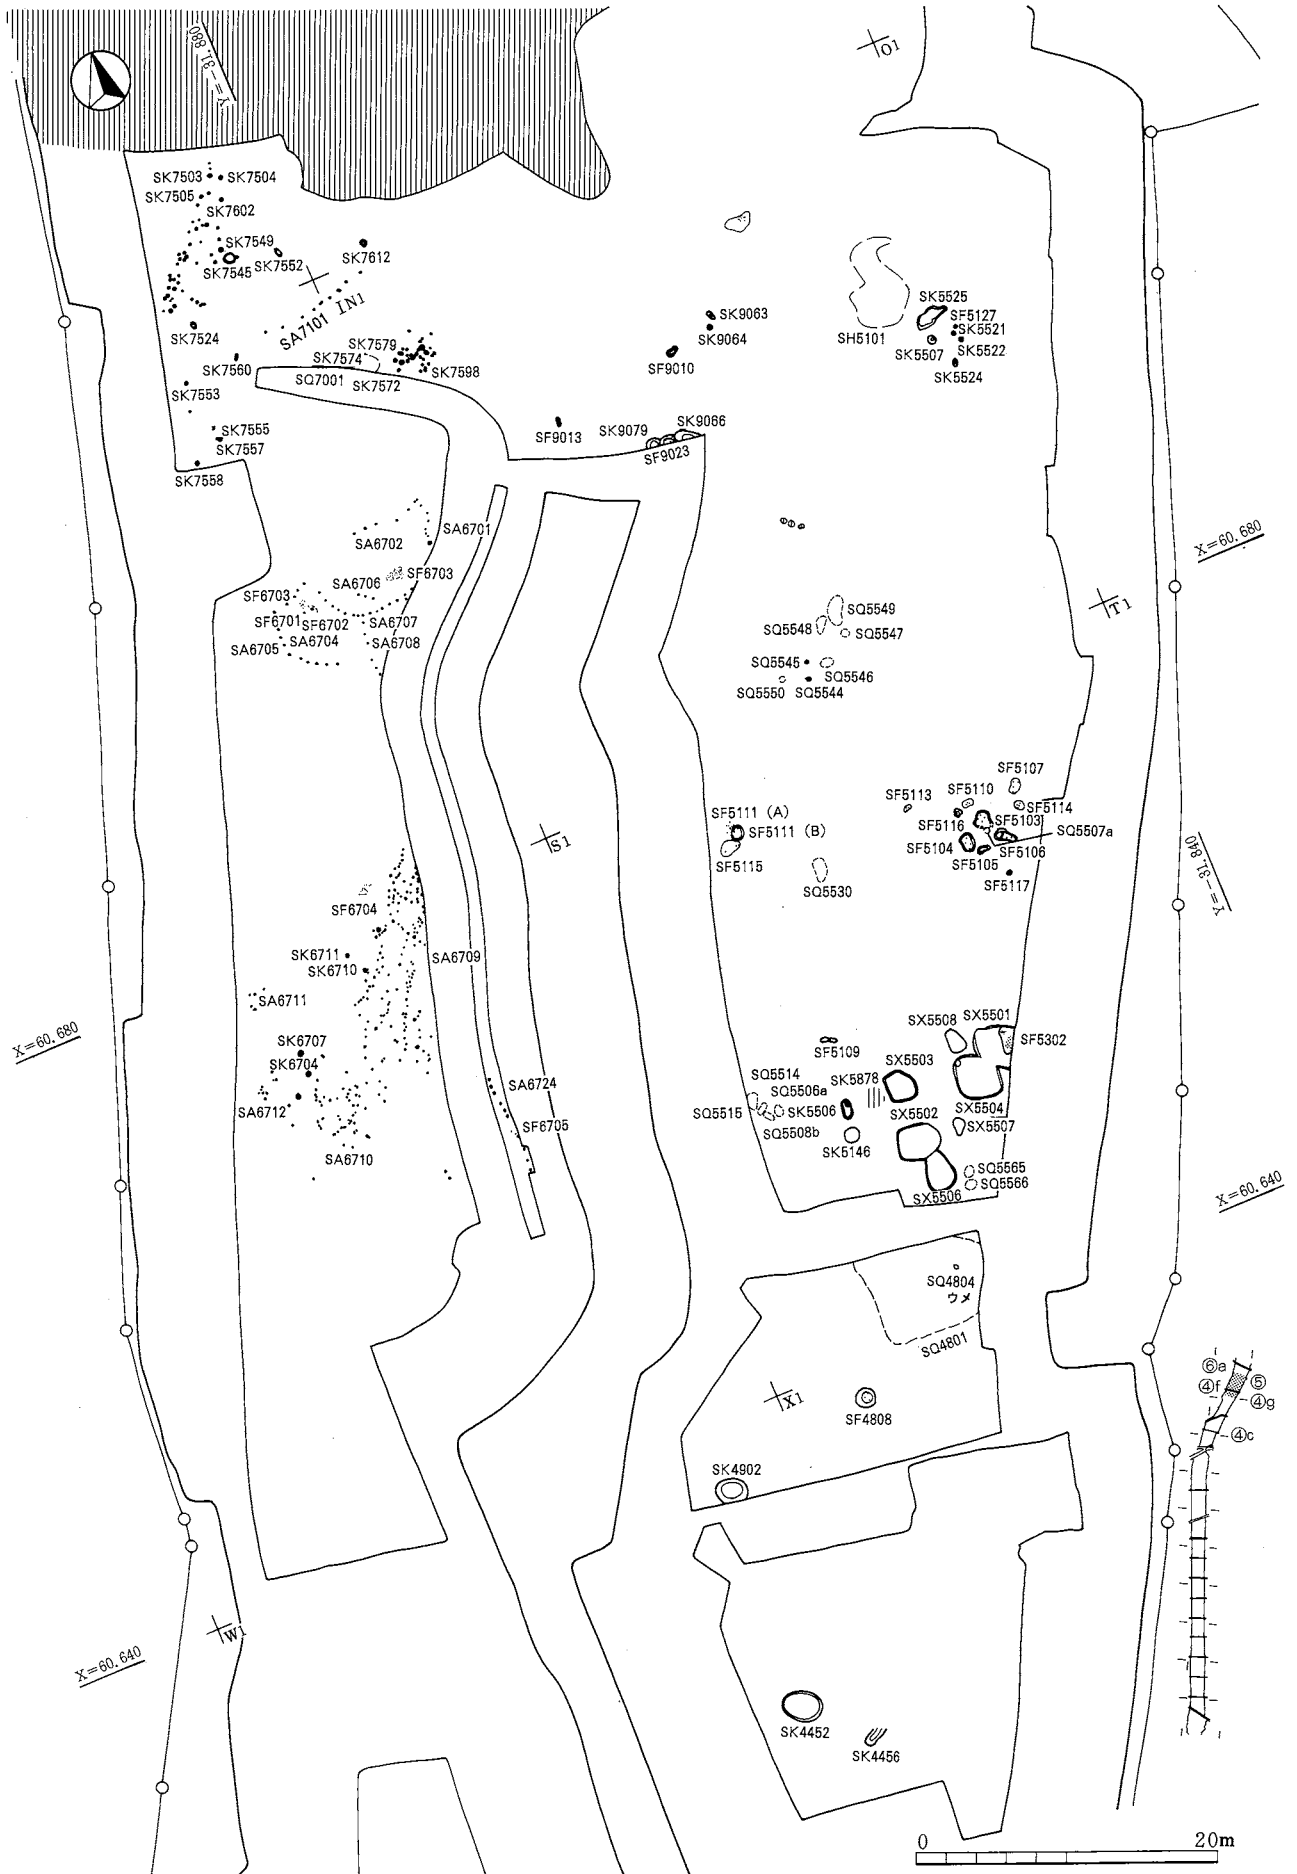 O1
Y=-31.880
SK7503
SK7504
SK7505
SK7602
SK7549
SK7545
SK7552
SK7612
IN1
SA7101
SK7524
SK7579
SK7574
SK7560
SK7598
SQ7001
SK7572
SK7553
SK7555
SK7557
SK7558
SK9063
SK9064
SF9010
SF9013
SK9079
SK9066
SF9023
SH5101
SK5525
SF5127
SK5521
SK5507
SK5522
SK5524
X=60.680
T1
SA6701
SA6702
SF6703
SA6706
SF6703
SF6701
SF6702
SA6707
SA6705
SA6704
SA6708
SQ5549
SQ5548
SQ5547
SQ5545
SQ5546
SQ5550
SQ5544
S1
SF5107
SF5110
SF5113
SF5114
SF5111 (A)
SF5116
SF5103
SF5111 (B)
SQ5507a
SF5104
SF5106
SF5115
SF5105
SF5117
SQ5530
Y=-31.840
SF6704
SK6711
SA6709
SK6710
SA6711
X=60.680
SK6707
SK6704
SA6712
SA6710
SA6724
SF6705
SX5508
SX5501
SF5302
SF5109
SX5503
SQ5514
SK5878
SQ5506a
SQ5515
SK5506
SX5504
SX5502
SX5507
SQ5508b
SK5146
SQ5565
SQ5566
SX5506
X=60.640
SQ4804
ウメ
SQ4801
X1
SF4808
SK4902
⑥a
④f
⑤
④g
④c
W1
X=60.640
SK4452
SK4456
0 20m